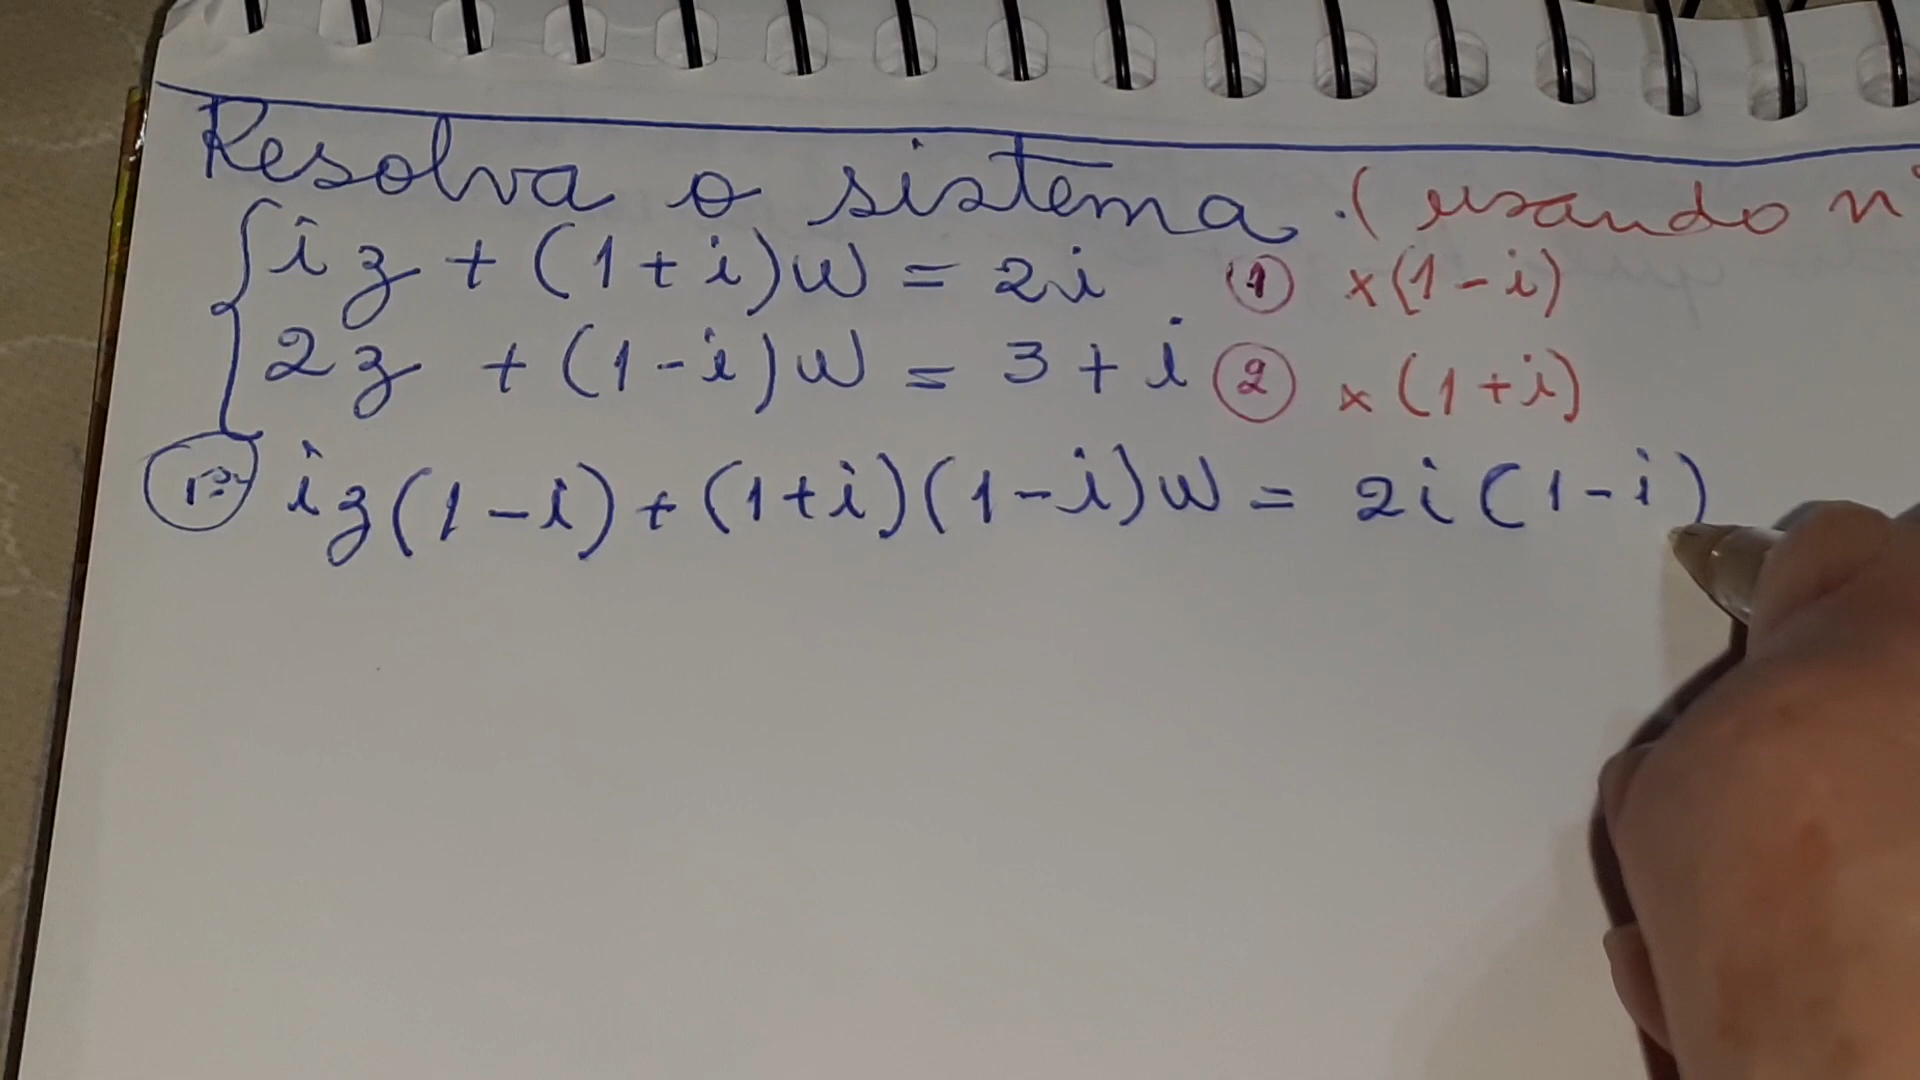 Resolva o sistema. (usando nº
iz + (1+i)w = 2i ① ×(1-i)
2z + (1-i)w = 3+i ② ×(1+i)
1º iz(1-i)+(1+i)(1-i)w = 2i(1-i)